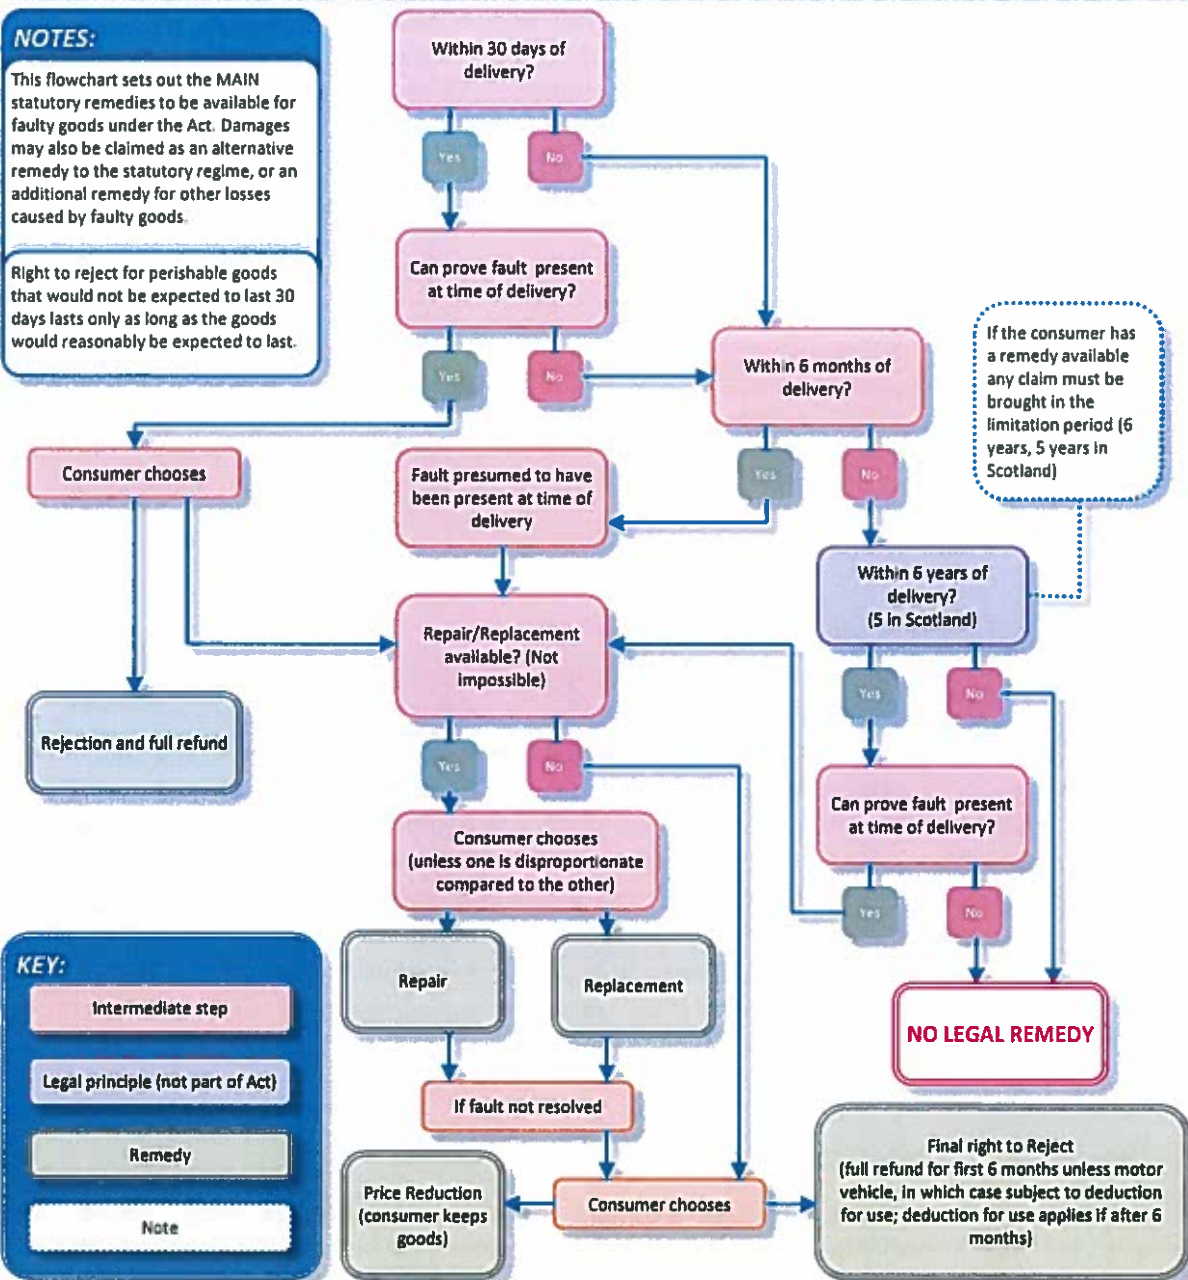 NOTES:
This flowchart sets out the MAIN
statutory remedies to be available for
faulty goods under the Act. Damages
may also be claimed as an alternative
remedy to the statutory regime, or an
additional remedy for other losses
caused by faulty goods.
Right to reject for perishable goods
that would not be expected to last 30
days lasts only as long as the goods
would reasonably be expected to last.
Within 30 days of
delivery?
Yes
No
Can prove fault present
at time of delivery?
Yes
No
Within 6 months of
delivery?
Yes
No
If the consumer has
a remedy available
any claim must be
brought in the
limitation period (6
years, 5 years in
Scotland)
Consumer chooses
Fault presumed to have
been present at time of
delivery
Within 6 years of
delivery?
(5 in Scotland)
Yes
No
Repair/Replacement
available? (Not
impossible)
Yes
No
Rejection and full refund
Can prove fault present
at time of delivery?
Yes
No
Consumer chooses
(unless one is disproportionate
compared to the other)
Repair
Replacement
NO LEGAL REMEDY
If fault not resolved
Consumer chooses
Price Reduction
(consumer keeps
goods)
Final right to Reject
(full refund for first 6 months unless motor
vehicle, in which case subject to deduction
for use; deduction for use applies if after 6
months)
KEY:
Intermediate step
Legal principle (not part of Act)
Remedy
Note